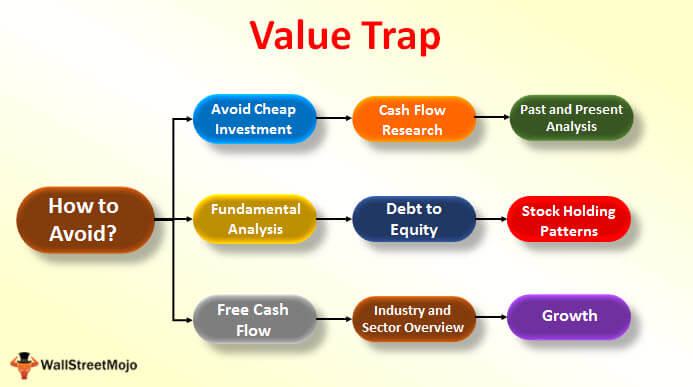 Value Trap
Avoid Cheap
Investment
Cash Flow
Research
Past and Present
Analysis
How to
Avoid?
Fundamental
Analysis
Debt to
Equity
Stock Holding
Patterns
Free Cash
Flow
Industry and
Sector Overview
Growth
WallStreetMojo